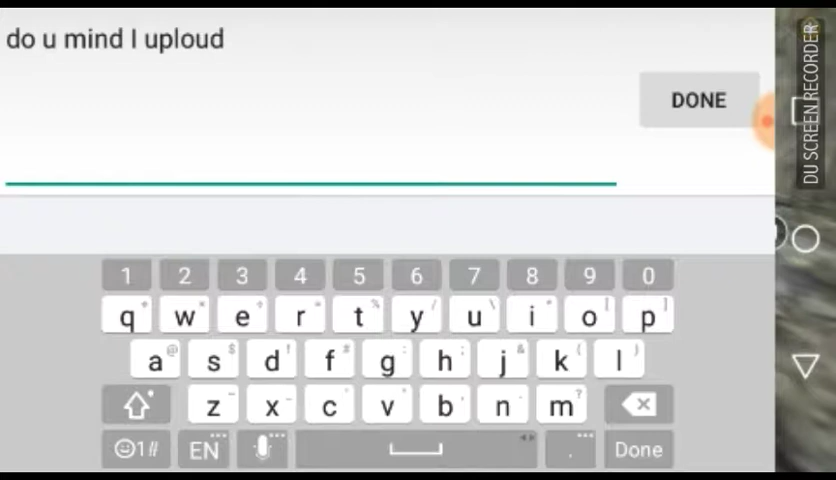 do u mind I uploud
DONE
DU SCREEN RECORDER
1 2 3 4 5 6 7 8 9 0
q w e r t y u i o p
a s d f g h j k l
z x c v b n m
1# EN . Done